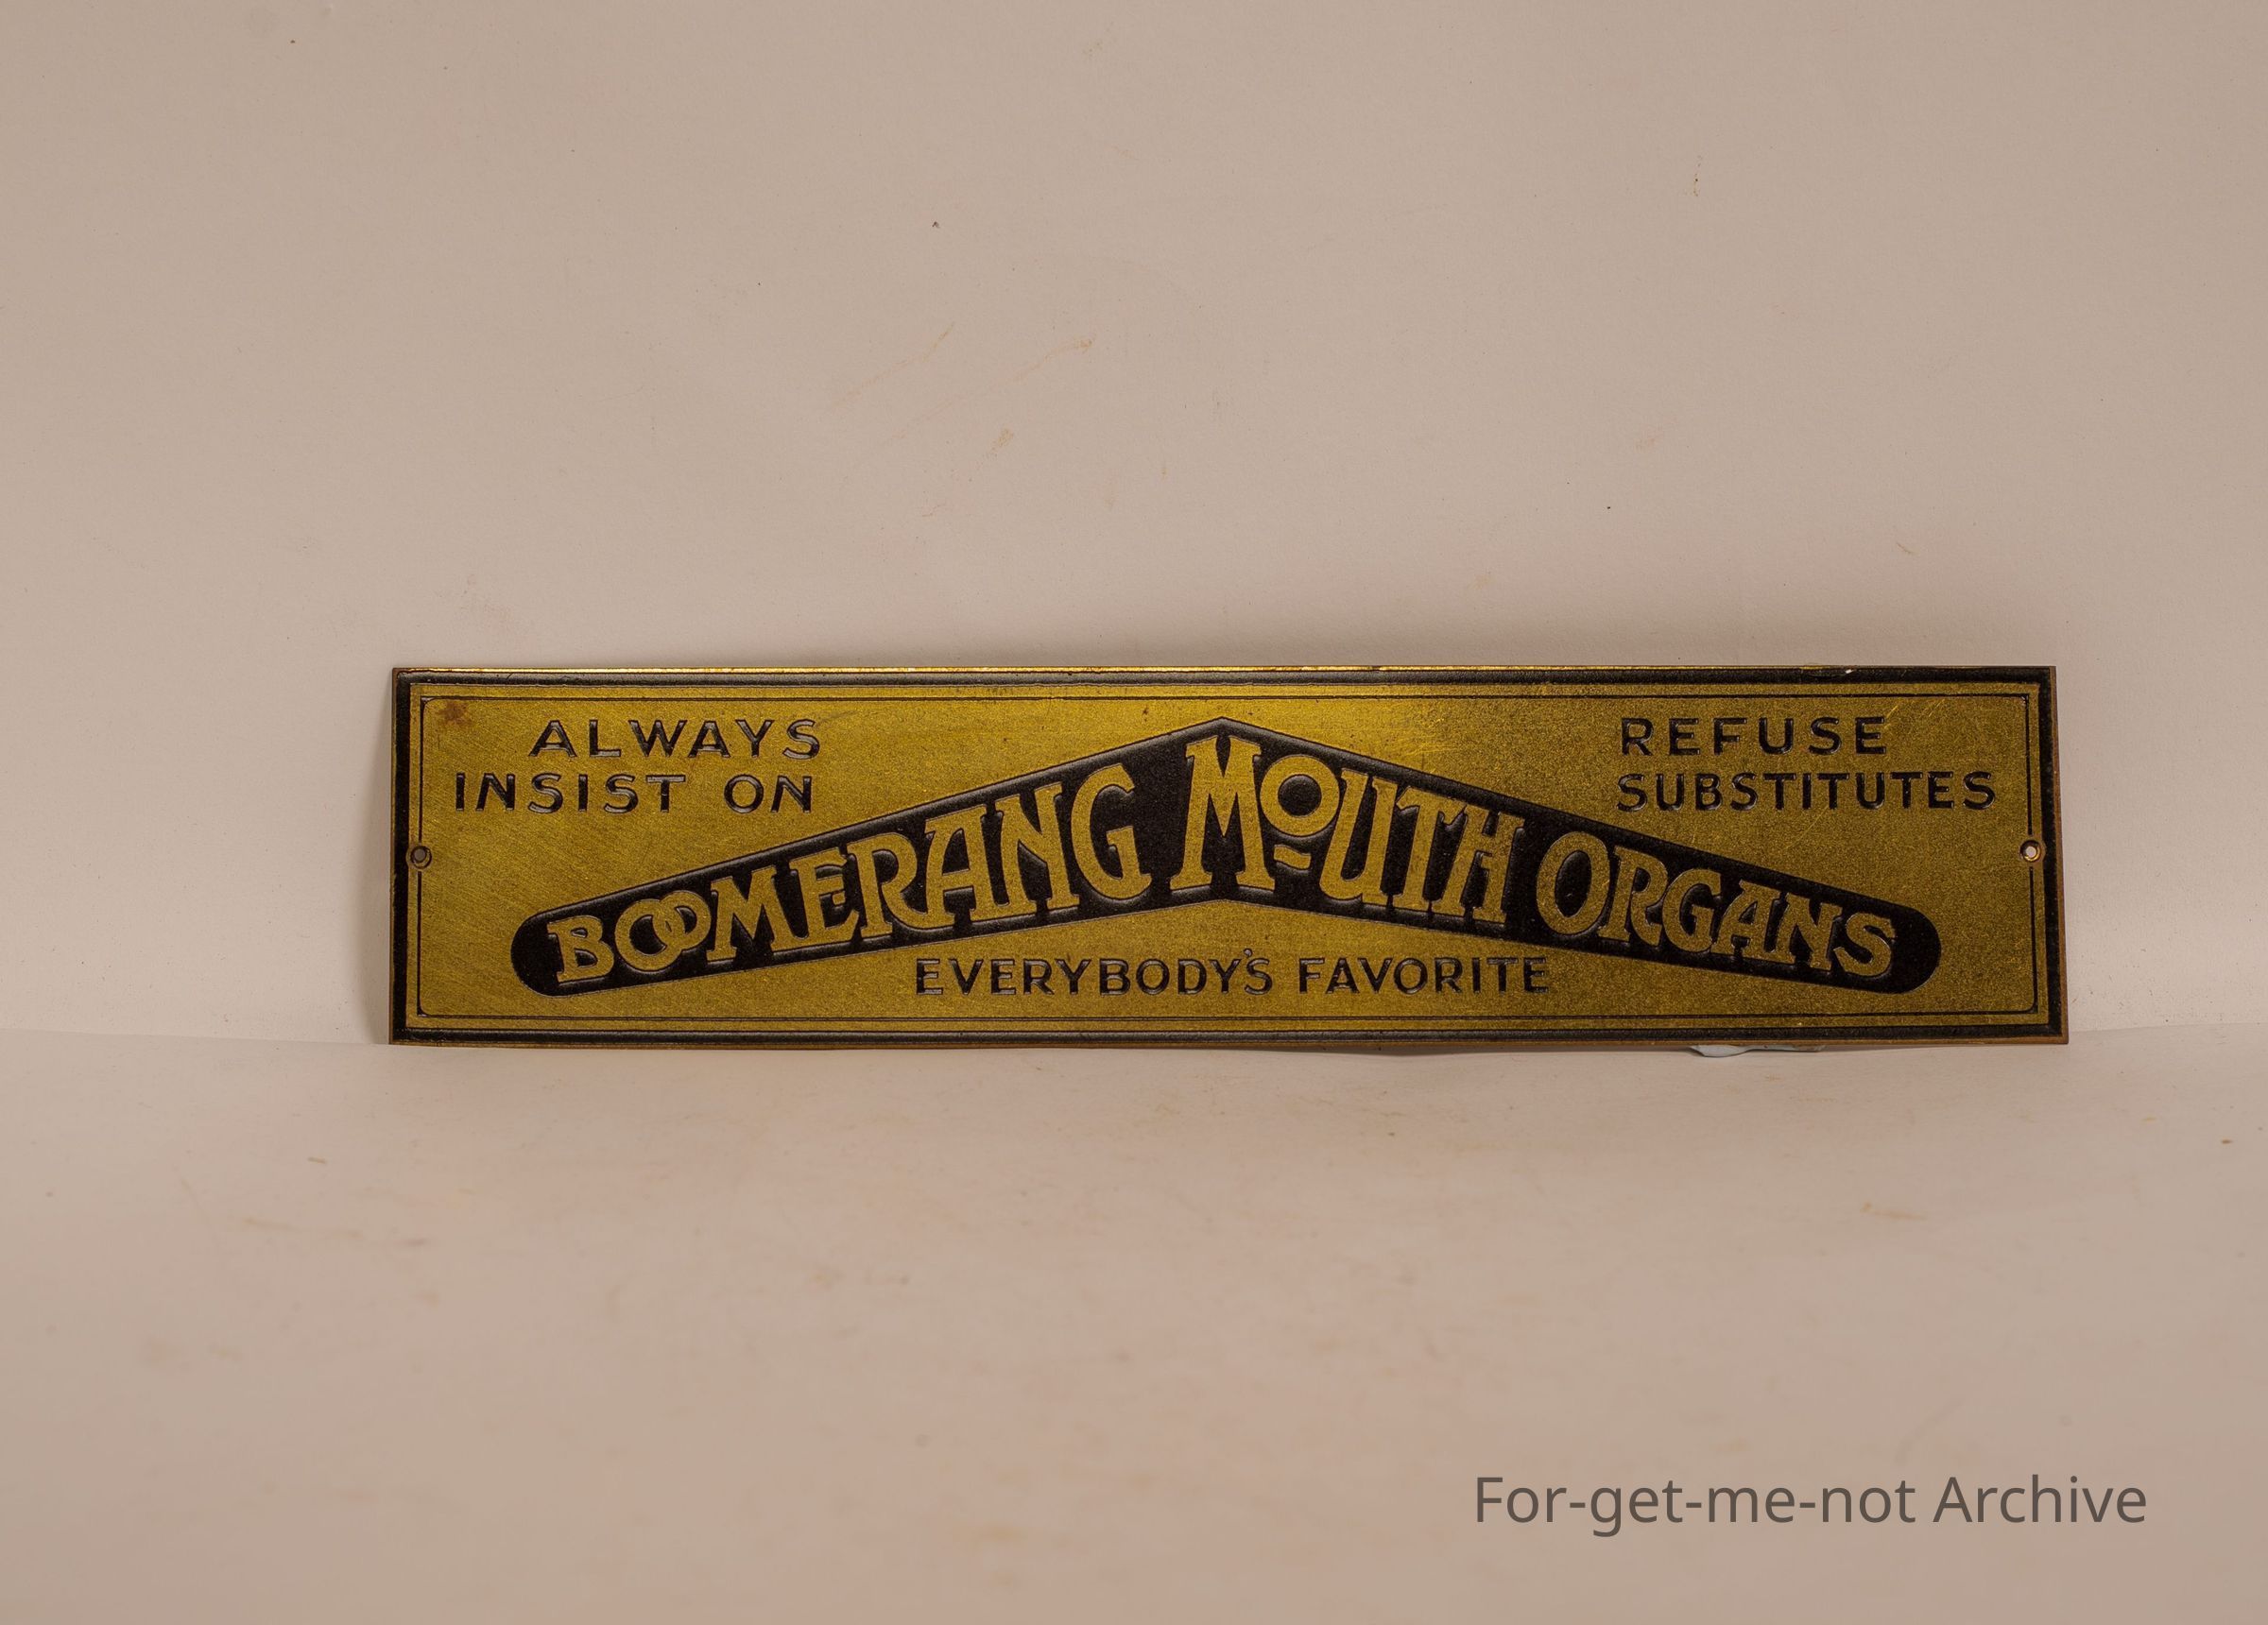 ALWAYS
INSIST ON
REFUSE
SUBSTITUTES
BOOMERANG MOUTH ORGANS
EVERYBODY'S FAVORITE
For-get-me-not Archive